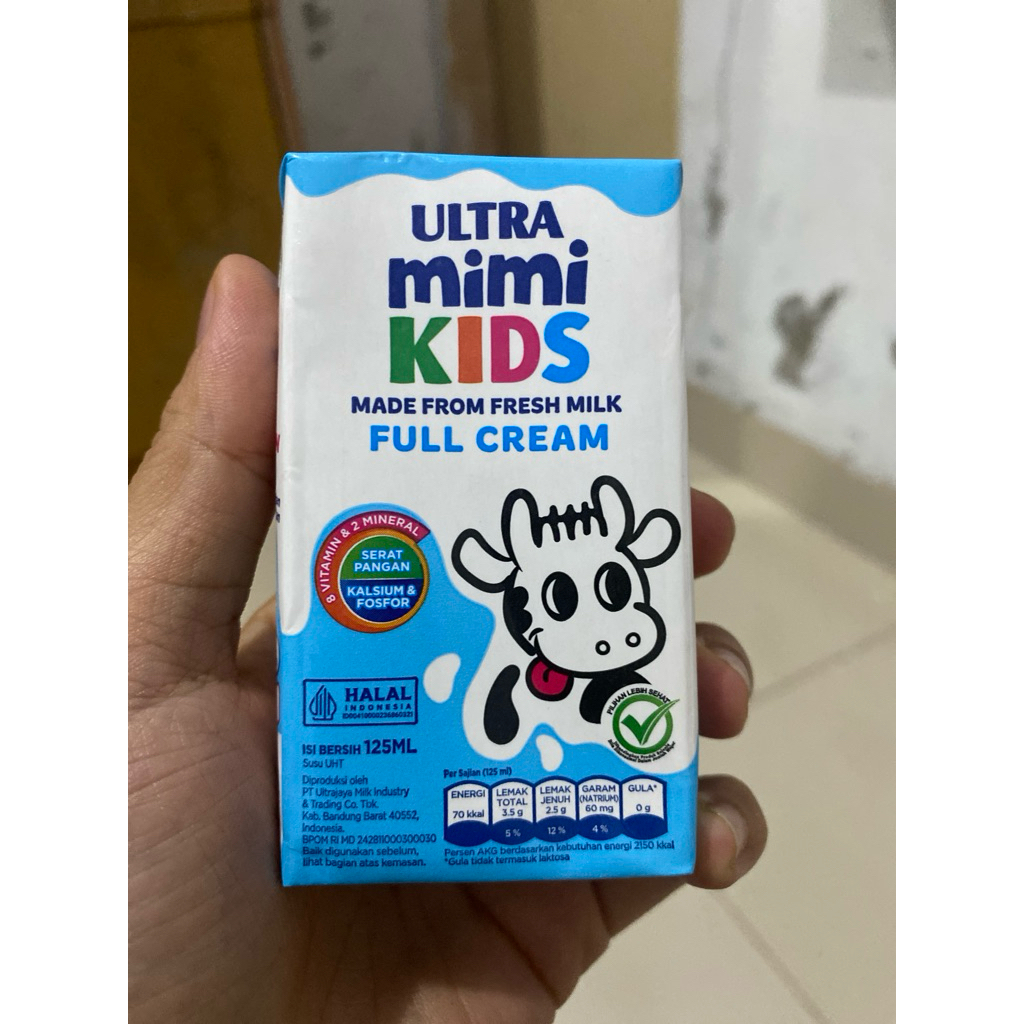 ULTRA
mimi
KIDS
MADE FROM FRESH MILK
FULL CREAM
8 VITAMIN & 2 MINERAL
SERAT
PANGAN
KALSIUM &
FOSFOR
HALAL
INDONESIA
ISI BERSIH 125ML
Susu UHT
Diproduksi oleh
PT Ultrajaya Milk Industry
& Trading Co. Tbk.
Kab. Bandung Barat 40552,
Indonesia.
BPOM RI MD 242811000300030
Baik digunakan sebelum,
lihat bagian atas kemasan.
PILIHAN LEBIH SEHAT
Per Sajian (125 ml)
ENERGI
70 kkal
LEMAK
TOTAL
3.5 g
5 %
LEMAK
JENUH
2.5 g
12 %
GARAM
(NATRIUM)
60 mg
4 %
GULA*
0 g
Persen AKG berdasarkan kebutuhan energi 2150 kkal
*Gula tidak termasuk laktosa